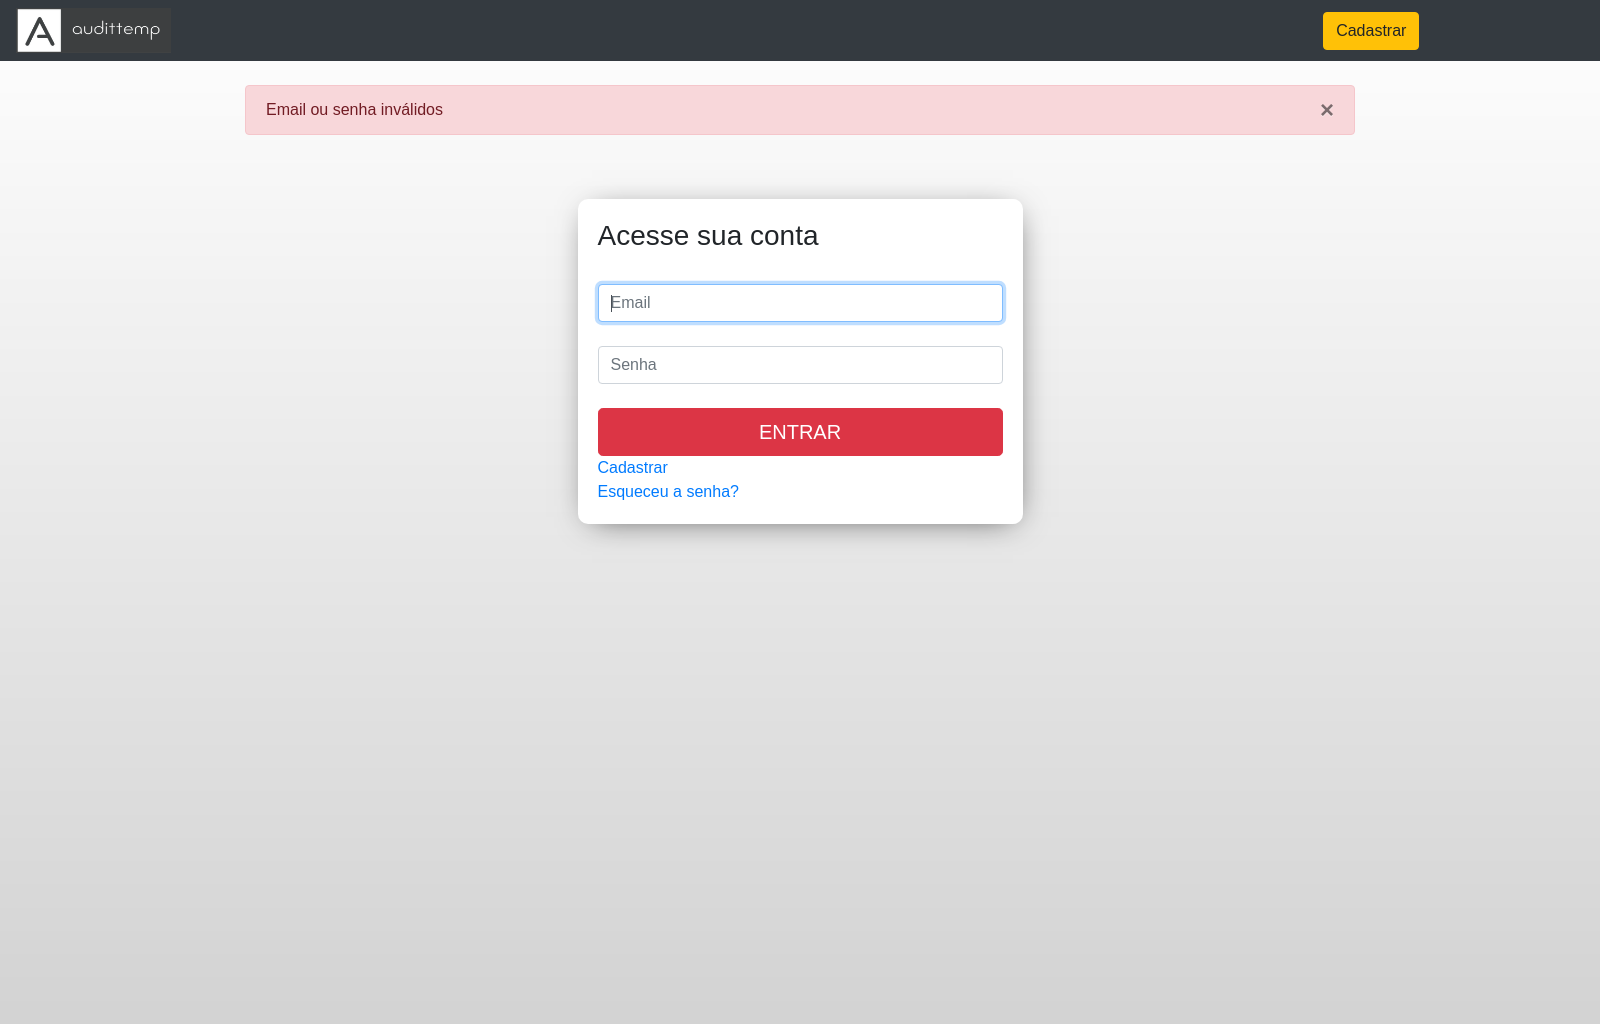 A audittemp
Cadastrar
Email ou senha inválidos
×
Acesse sua conta
Email
Senha
ENTRAR
Cadastrar
Esqueceu a senha?